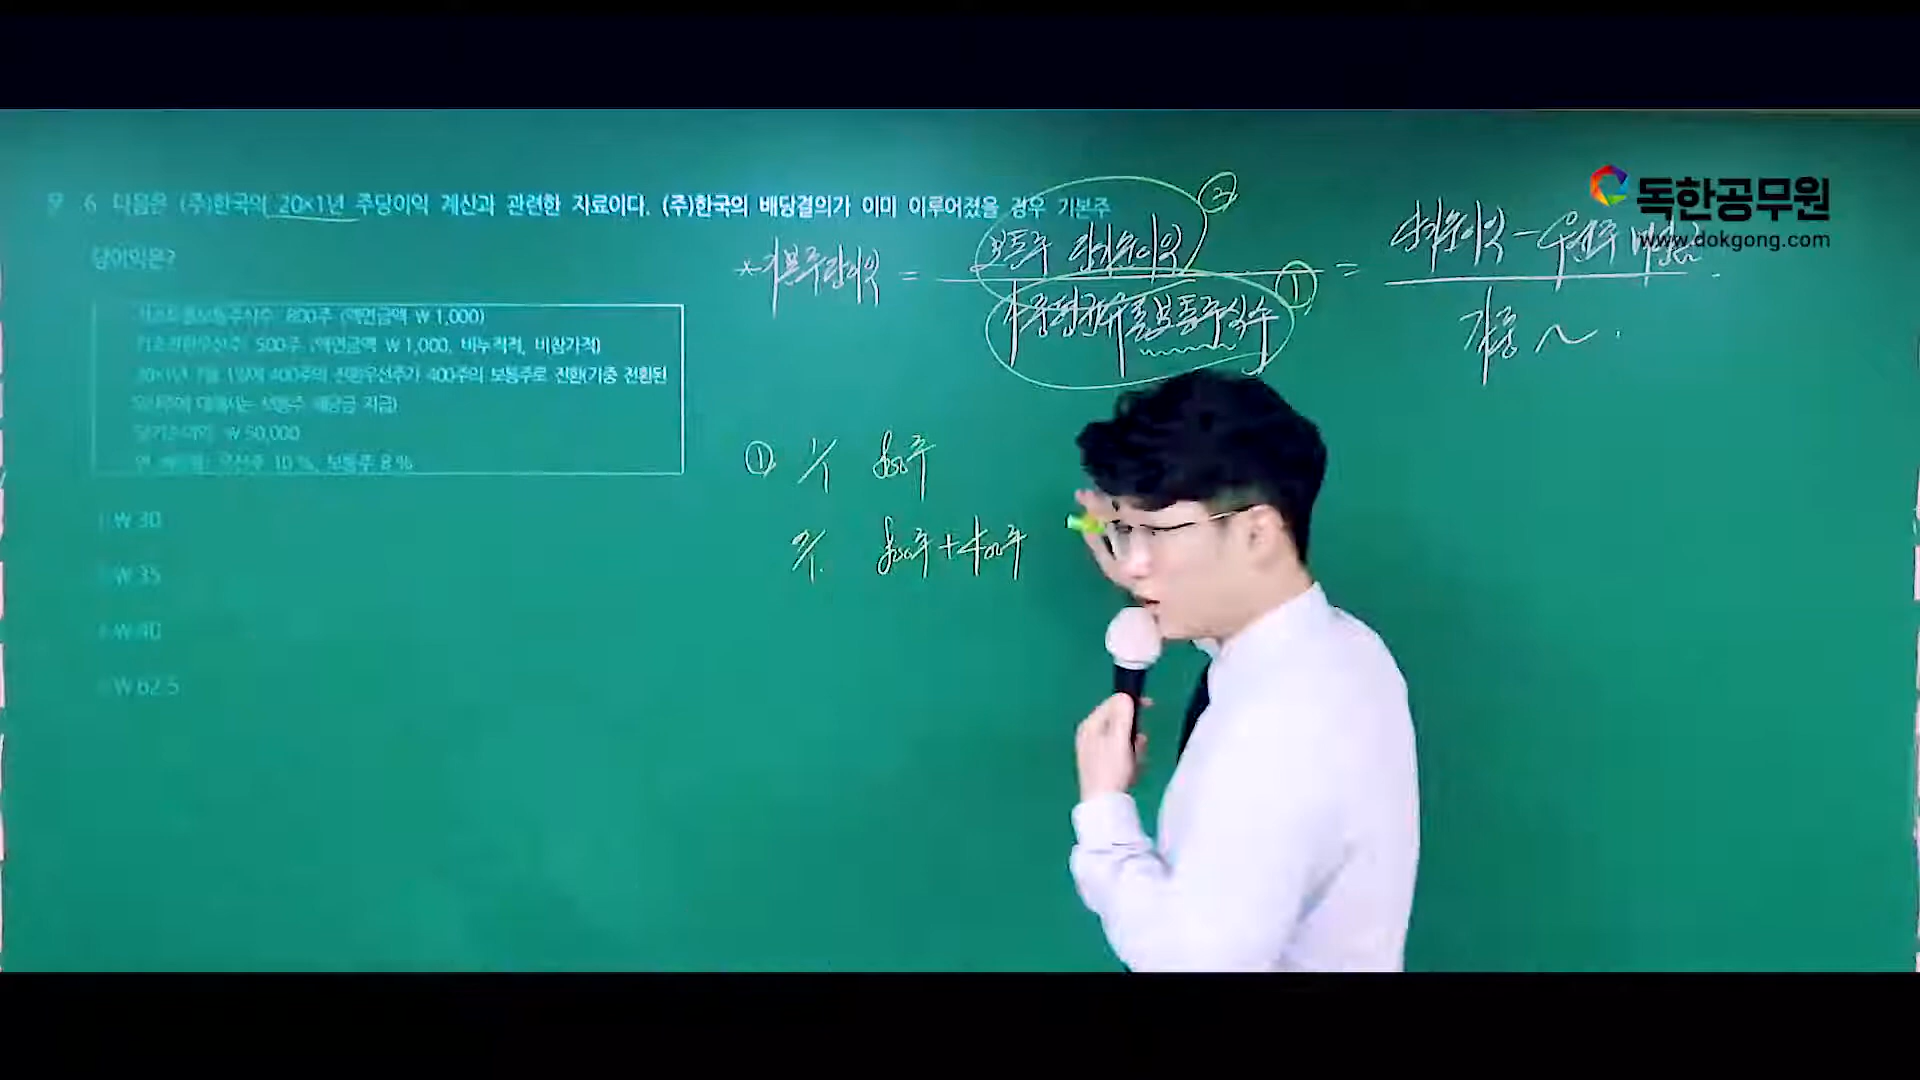 독한공무원
www.dokgong.com
문 6 다음은 (주)한국의 20×1년 주당이익 계산과 관련한 자료이다. (주)한국의 배당결의가 이미 이루어졌을 경우 기본주
당이익은?
기초유통보통주식수 800주 (액면금액 ₩1,000)
기초전환우선수 500주 (액면금액 ₩1,000, 비누적적, 비참가적)
20×1년 7월 1일에 400주의 전환우선주가 400주의 보통주로 전환(기중 전환된
우선주에 대해서는 보통주 배당금 지급)
당기순이익 ₩50,000
연 배당률 우선주 10%, 보통주 8%
₩30
₩35
₩40
₩62.5
*기본주당이익 = 보통주 당기순이익 ② = 당기순이익 - 우선주 배당금
가중평균유통보통주식수 ①
가중 ~ .
① 1/1 800주
7/1. 800주+400주